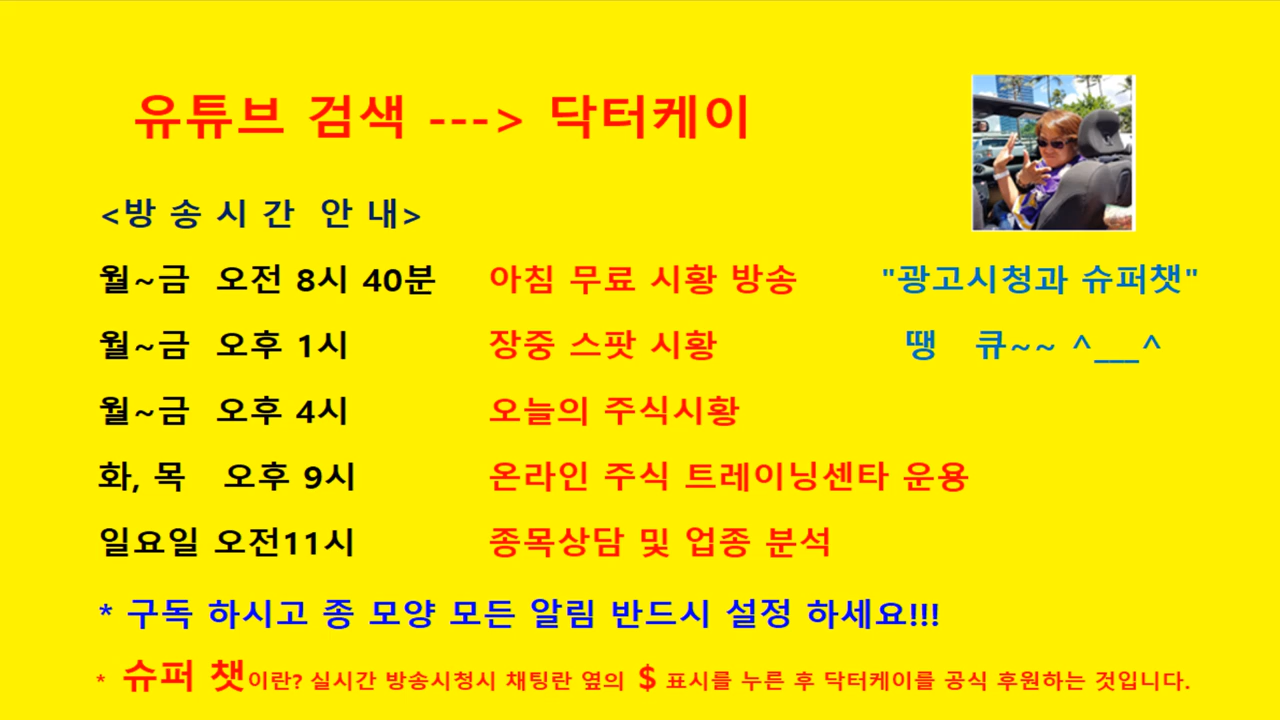 유튜브 검색 ---> 닥터케이
<방 송 시 간 안 내>
월~금 오전 8시 40분 아침 무료 시황 방송 "광고시청과 슈퍼챗"
월~금 오후 1시 장중 스팟 시황 땡 큐~~ ^___^
월~금 오후 4시 오늘의 주식시황
화, 목 오후 9시 온라인 주식 트레이닝센타 운용
일요일 오전11시 종목상담 및 업종 분석
* 구독 하시고 종 모양 모든 알림 반드시 설정 하세요!!!
* 슈퍼 챗이란? 실시간 방송시청시 채팅란 옆의 $ 표시를 누른 후 닥터케이를 공식 후원하는 것입니다.